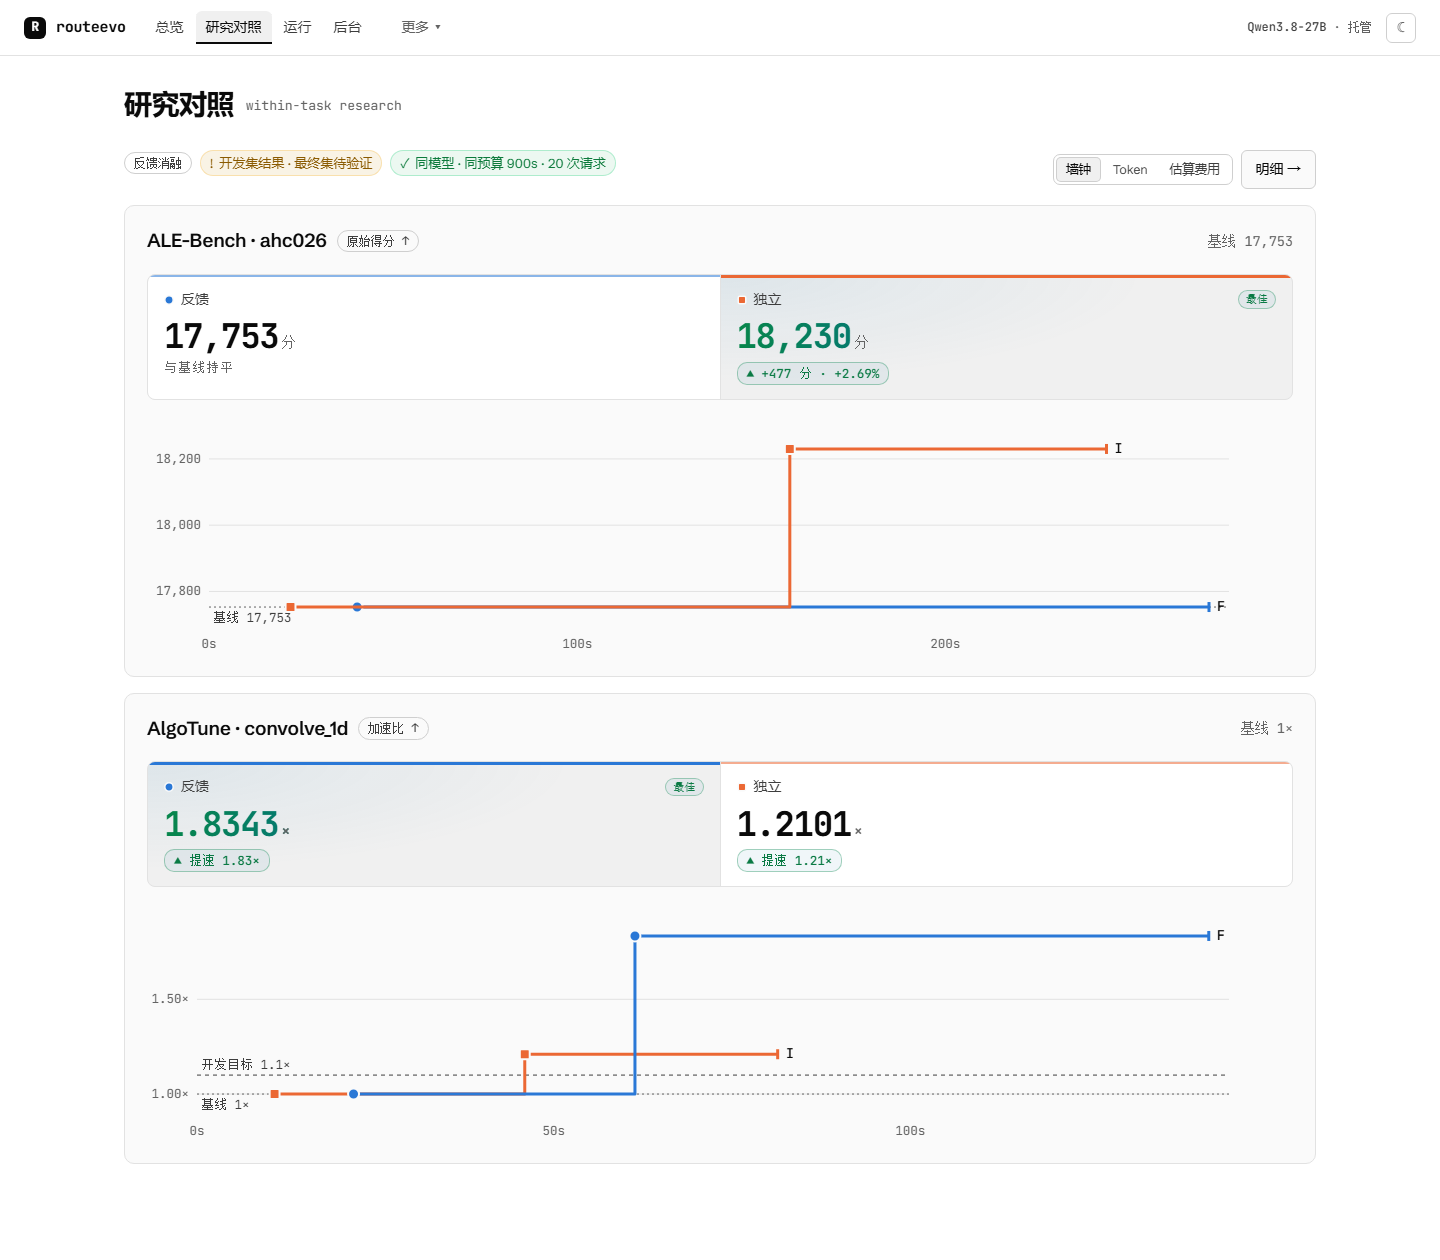 R routeevo 总览 研究对照 运行 后台 更多 ▾ Qwen3.8-27B · 托管 ☾
研究对照 within-task research
反馈消融 ! 开发集结果 · 最终集待验证 ✓ 同模型 · 同预算 900s · 20 次请求 墙钟 Token 估算费用 明细 →
ALE-Bench · ahc026 原始得分 ↑ 基线 17,753
反馈
17,753 分
与基线持平
独立 最佳
18,230 分
▲ +477 分 · +2.69%
18,200
18,000
17,800
基线 17,753
I
F
0s 100s 200s
AlgoTune · convolve_1d 加速比 ↑ 基线 1×
反馈 最佳
1.8343×
▲ 提速 1.83×
独立
1.2101×
▲ 提速 1.21×
F
1.50×
I
开发目标 1.1×
1.00×
基线 1×
0s 50s 100s